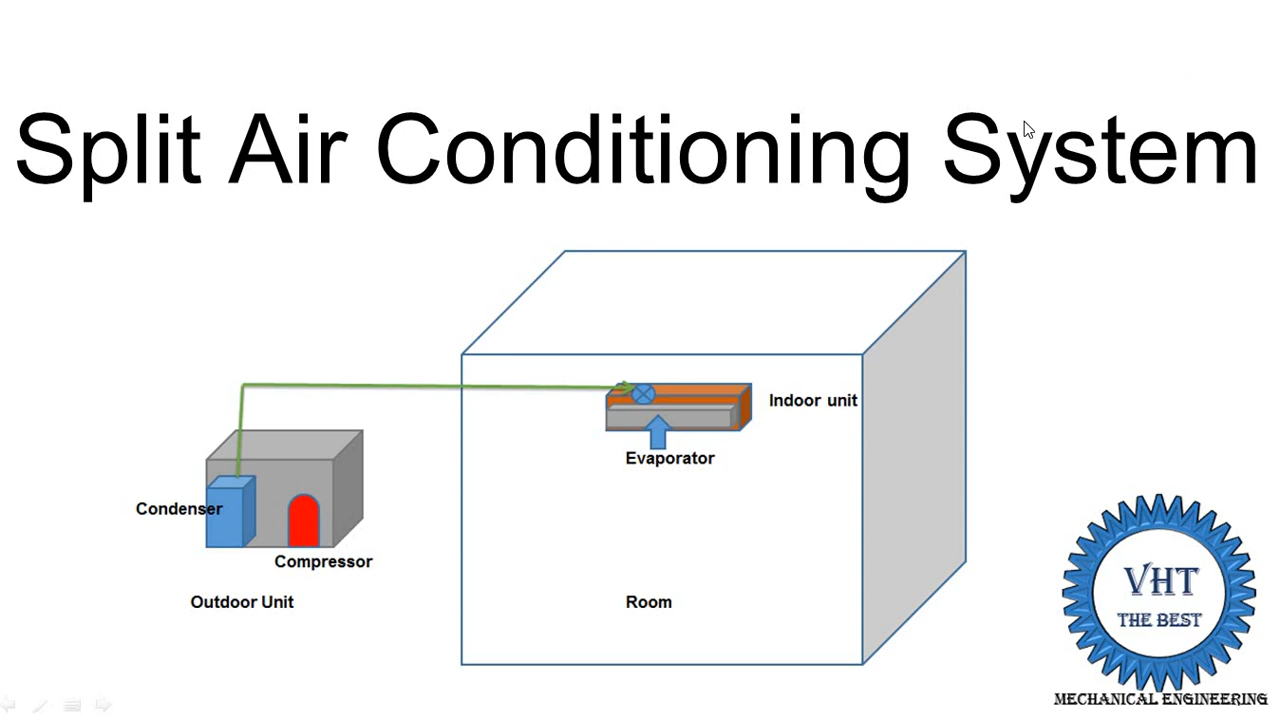 Split Air Conditioning System
Indoor unit
Evaporator
Condenser
Compressor
Outdoor Unit
Room
VHT
THE BEST
MECHANICAL ENGINEERING